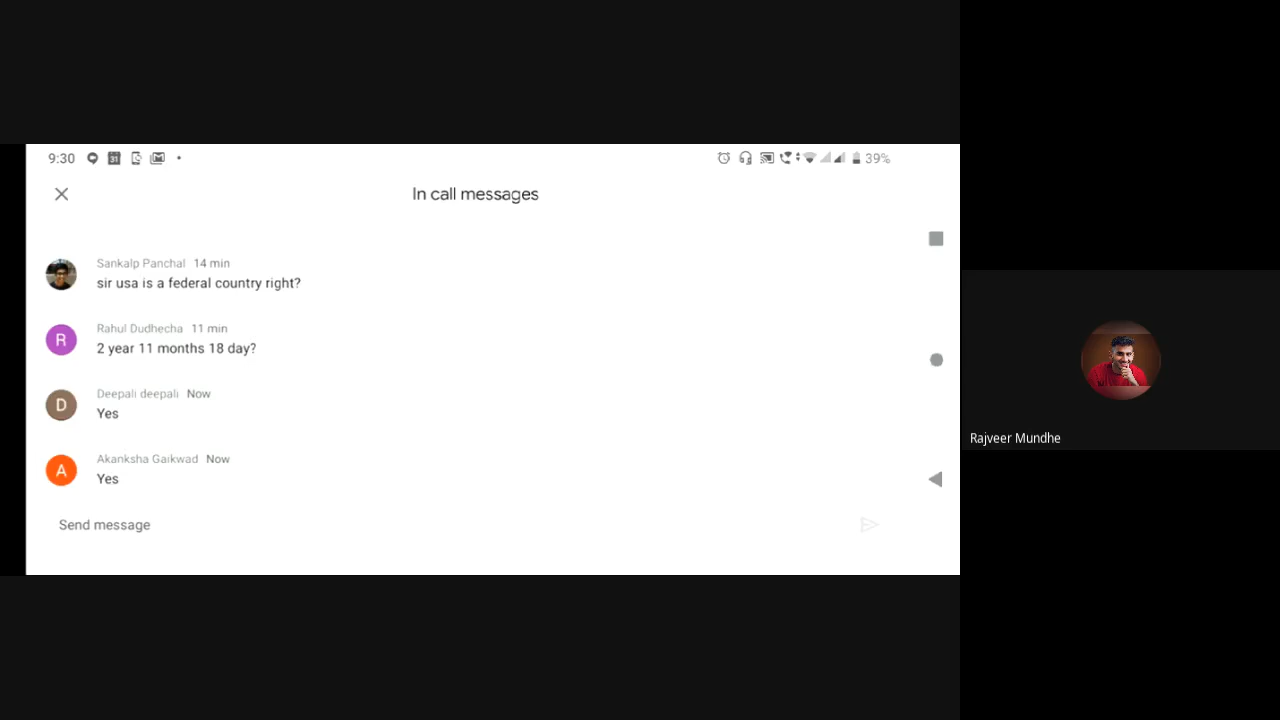 9:30
31
39%
In call messages
Sankalp Panchal 14 min
sir usa is a federal country right?
R
Rahul Dudhecha 11 min
2 year 11 months 18 day?
D
Deepali deepali Now
Yes
A
Akanksha Gaikwad Now
Yes
Send message
Rajveer Mundhe